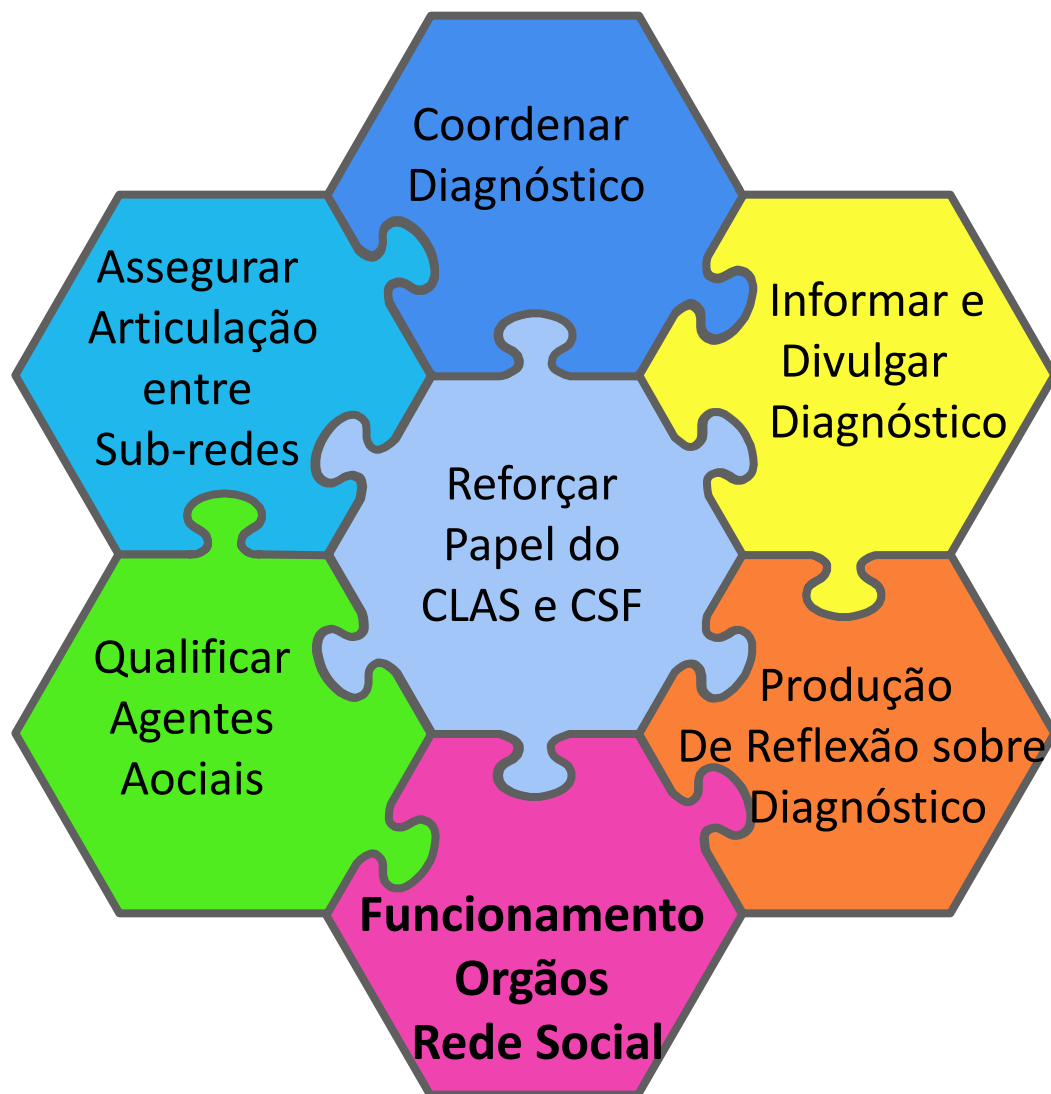 Coordenar
Diagnóstico
Assegurar
Articulação
entre
Sub-redes
Informar e
Divulgar
Diagnóstico
Reforçar
Papel do
CLAS e CSF
Qualificar
Agentes
Aociais
Produção
De Reflexão sobre
Diagnóstico
Funcionamento
Orgãos
Rede Social